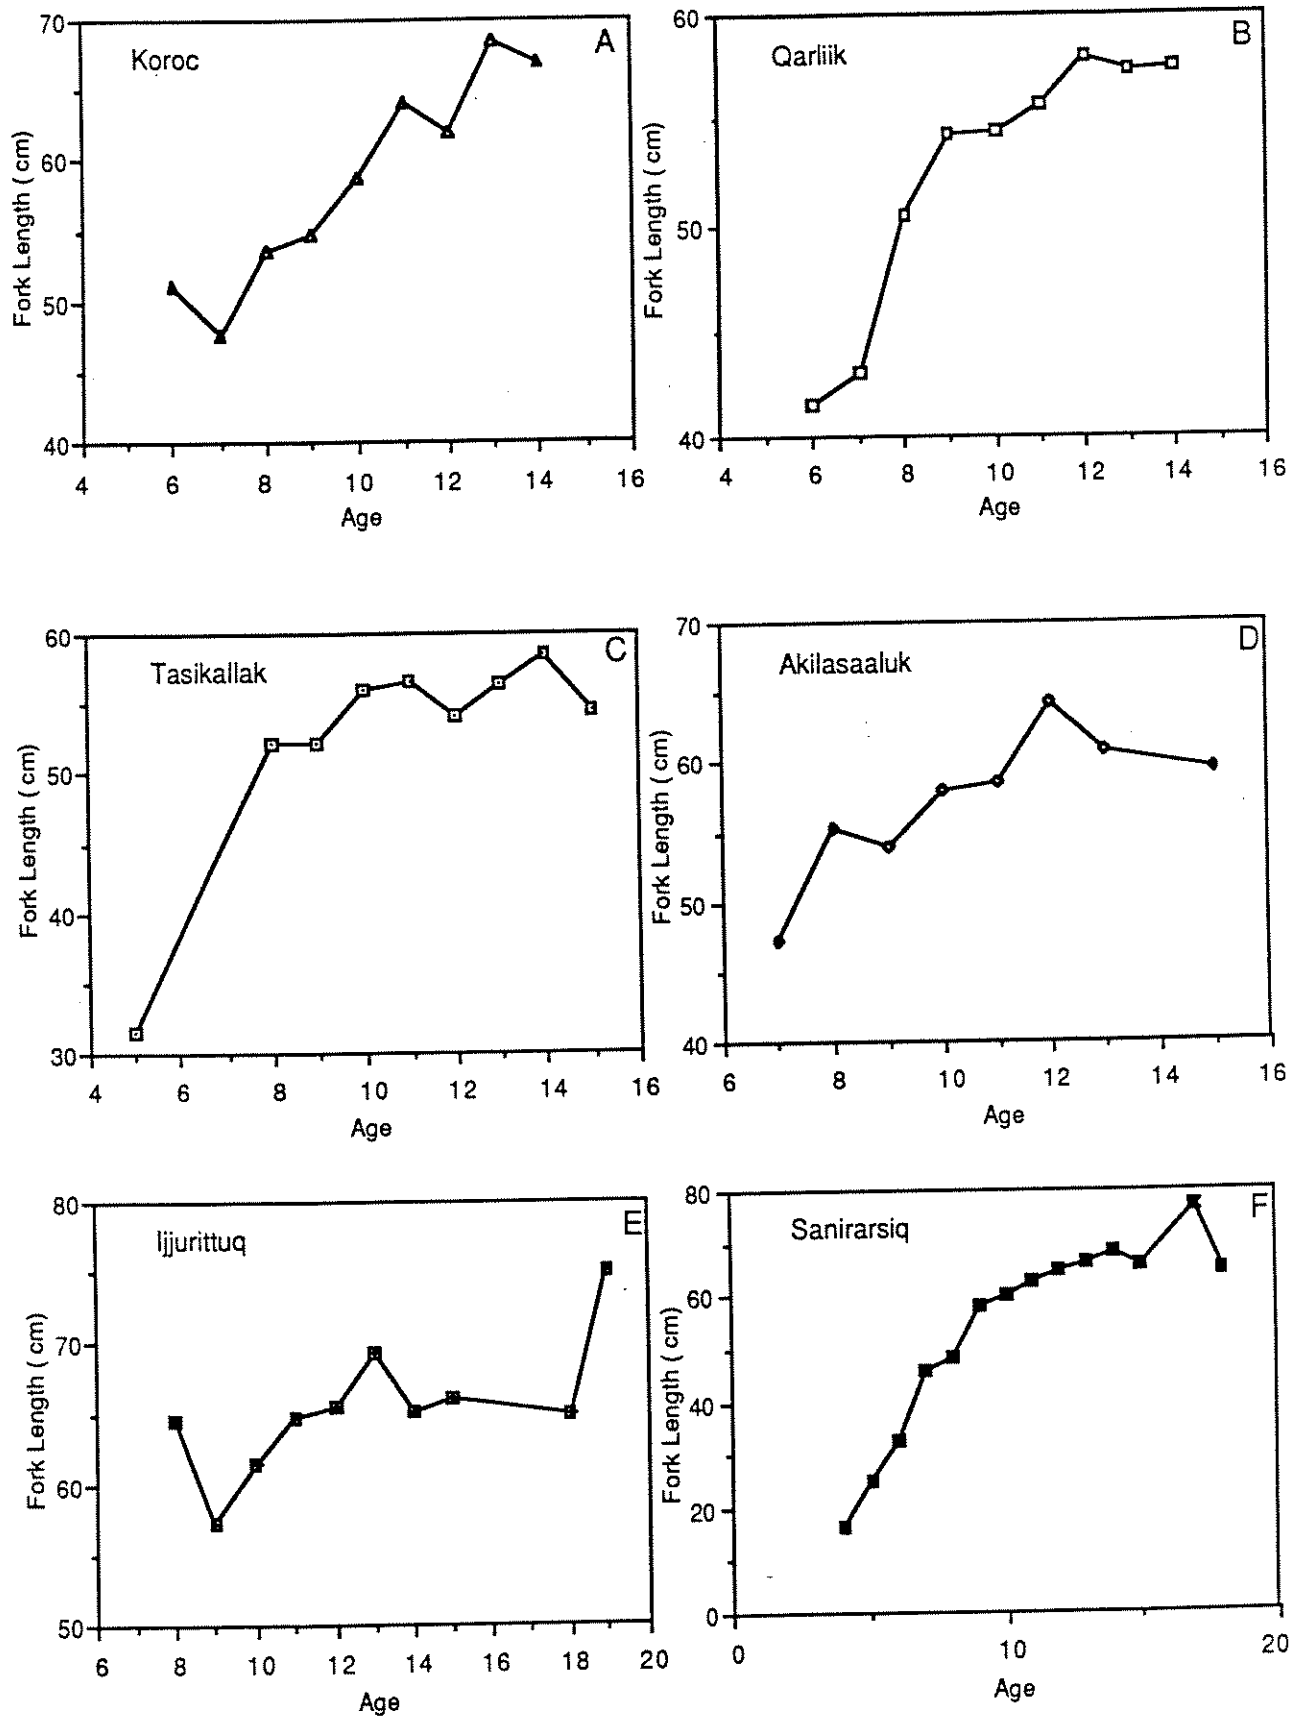 70
60
50
40
Koroc
A
Fork Length ( cm)
4 6 8 10 12 14 16
Age
60
50
40
Qarliik
B
Fork Length ( cm)
4 6 8 10 12 14 16
Age
60
50
40
30
Tasikallak
C
Fork Length ( cm)
4 6 8 10 12 14 16
Age
70
60
50
40
Akilasaaluk
D
Fork Length ( cm)
6 8 10 12 14 16
Age
80
70
60
50
Ijjurittuq
E
Fork Length ( cm)
6 8 10 12 14 16 18 20
Age
80
60
40
20
0
Sanirarsiq
F
Fork Length ( cm)
0 10 20
Age